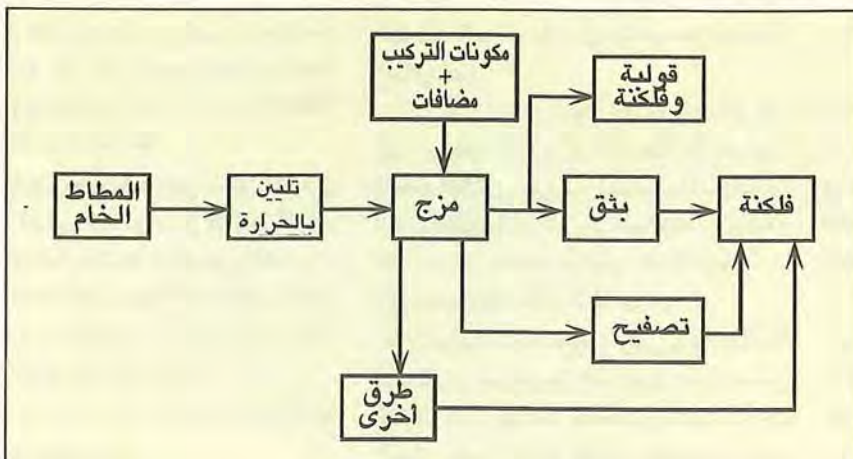 مكونات التركيب
+
مضافات
قولبة
وفلكنة
المطاط
الخام
تليين
بالحرارة
مزج
بثق
فلكنة
تصفيح
طرق
أخرى